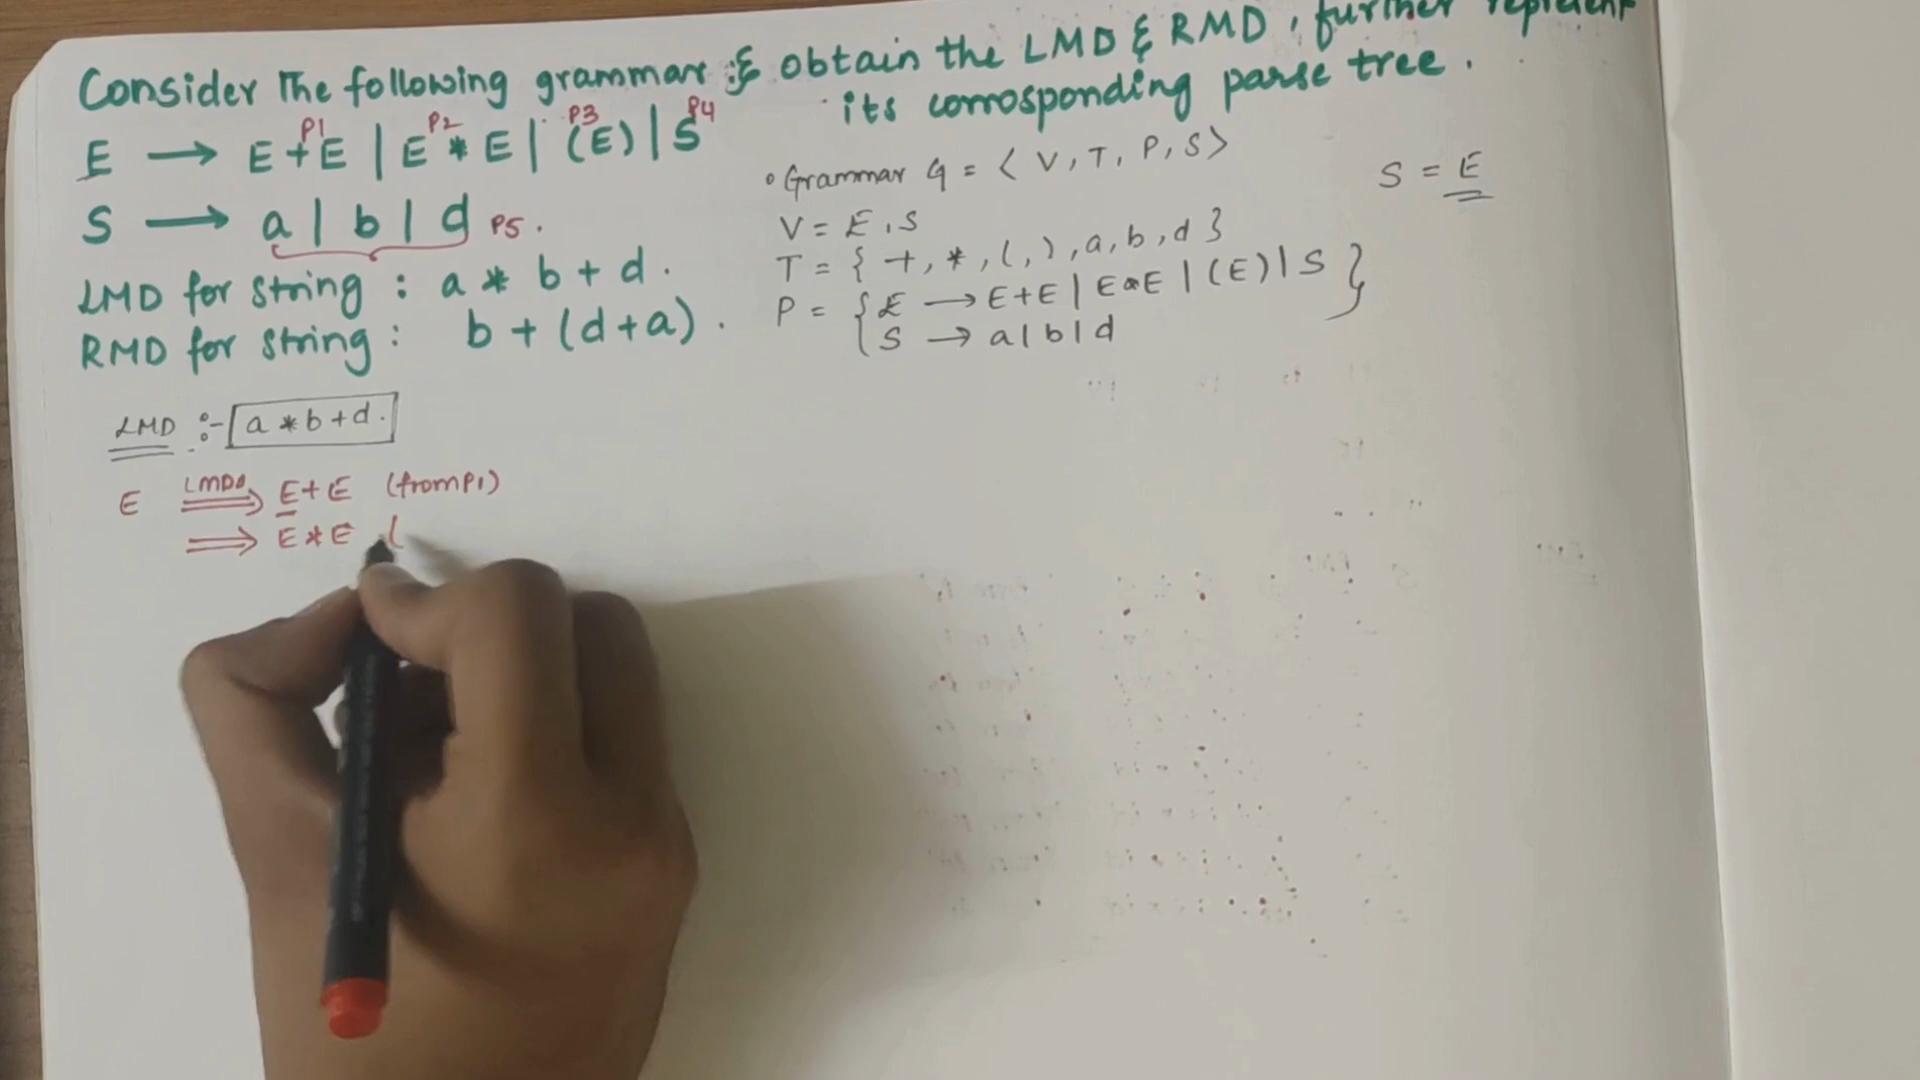 Consider The following grammar & obtain the LMD & RMD, further represent
its corrosponding parse tree.
P1 P2 P3 P4
E → E+E | E * E | (E) | S
S → a | b | d P5.
LMD for string : a * b + d.
RMD for string : b + (d+a).
Grammar G = ⟨ V, T, P, S ⟩
S = E
V = E, S
T = { +, *, (, ), a, b, d }
P = { E → E+E | E*E | (E) | S }
S → a | b | d
LMD :- a * b + d.
E LMD ⟹ E+E (from P1)
⟹ E*E (